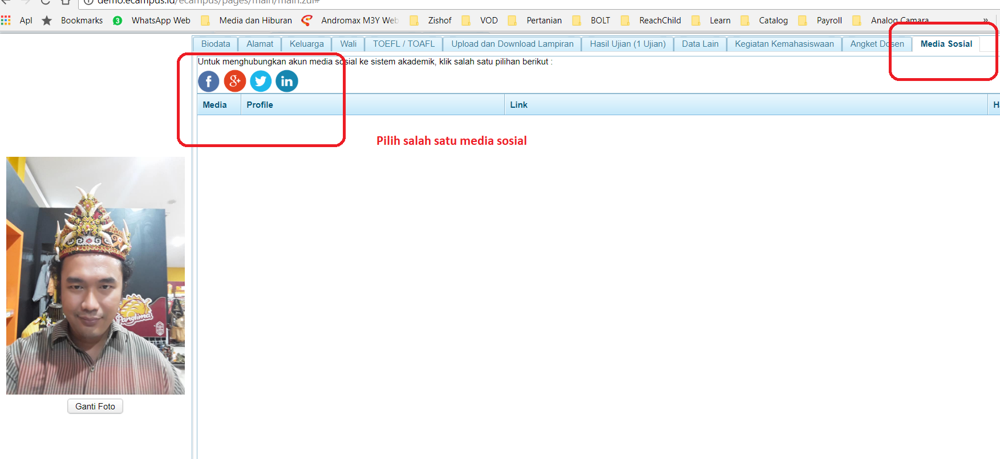 demo.ecampus.id/ecampus/pages/main/main.zul#
Apl Bookmarks 3 WhatsApp Web Media dan Hiburan Andromax M3Y Web Zishof VOD Pertanian BOLT ReachChild Learn Catalog Payroll Analog Camara »
Biodata Alamat Keluarga Wali TOEFL / TOAFL Upload dan Download Lampiran Hasil Ujian (1 Ujian) Data Lain Kegiatan Kemahasiswaan Angket Dosen Media Sosial
Untuk menghubungkan akun media sosial ke sistem akademik, klik salah satu pilihan berikut :
f g+ in
Media Profile Link Ha
Pilih salah satu media sosial
Panglima
Ganti Foto